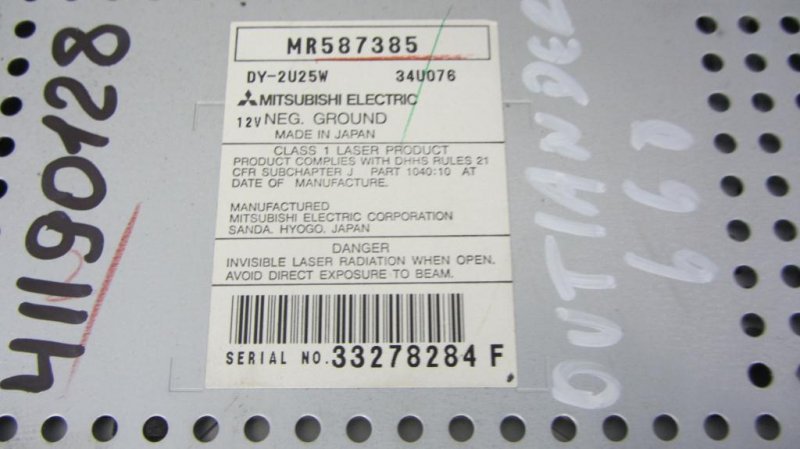 MR587385
DY-2U25W 34U076
MITSUBISHI ELECTRIC
12V NEG. GROUND
MADE IN JAPAN
CLASS 1 LASER PRODUCT
PRODUCT COMPLIES WITH DHHS RULES 21
CFR SUBCHAPTER J PART 1040:10 AT
DATE OF MANUFACTURE.
MANUFACTURED
MITSUBISHI ELECTRIC CORPORATION
SANDA, HYOGO, JAPAN
DANGER
INVISIBLE LASER RADIATION WHEN OPEN.
AVOID DIRECT EXPOSURE TO BEAM.
SERIAL NO. 33278284 F
41190128
OUTIANDER
660